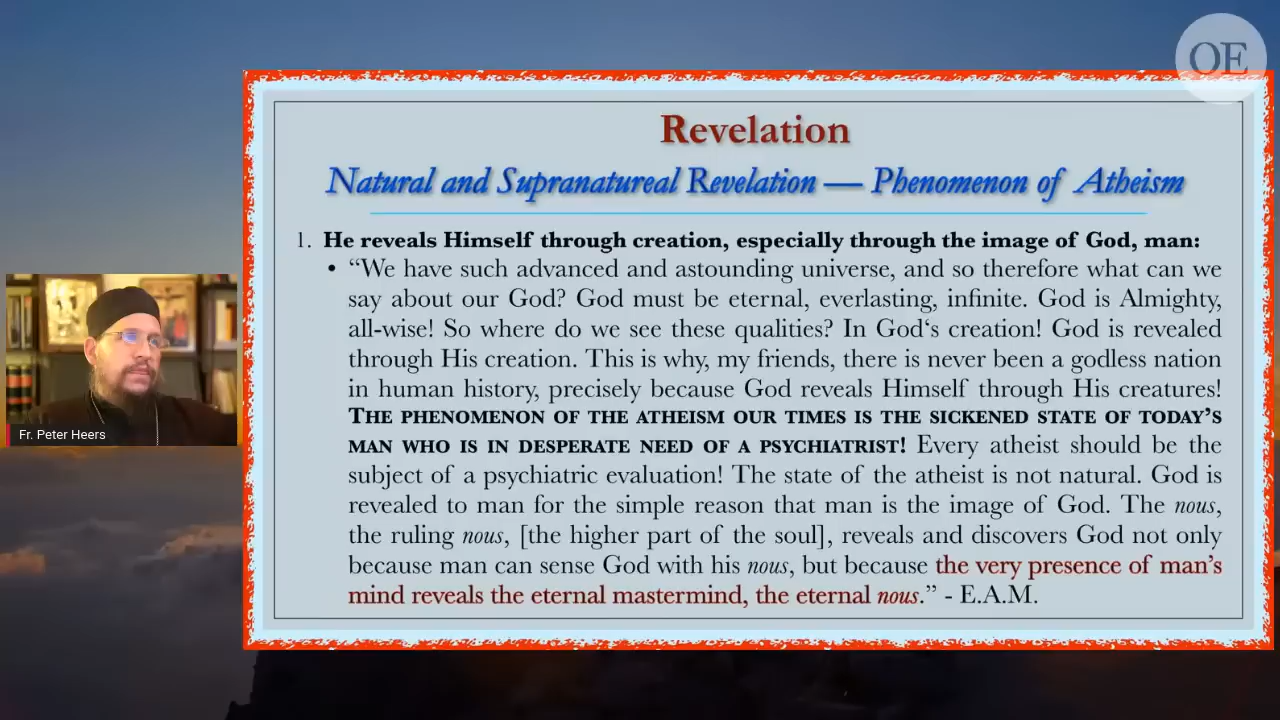 OE
Revelation
Natural and Supranatureal Revelation — Phenomenon of Atheism
1. He reveals Himself through creation, especially through the image of God, man:
• “We have such advanced and astounding universe, and so therefore what can we
say about our God? God must be eternal, everlasting, infinite. God is Almighty,
all-wise! So where do we see these qualities? In God‘s creation! God is revealed
through His creation. This is why, my friends, there is never been a godless nation
in human history, precisely because God reveals Himself through His creatures!
THE PHENOMENON OF THE ATHEISM OUR TIMES IS THE SICKENED STATE OF TODAY’S
MAN WHO IS IN DESPERATE NEED OF A PSYCHIATRIST! Every atheist should be the
subject of a psychiatric evaluation! The state of the atheist is not natural. God is
revealed to man for the simple reason that man is the image of God. The nous,
the ruling nous, [the higher part of the soul], reveals and discovers God not only
because man can sense God with his nous, but because the very presence of man’s
mind reveals the eternal mastermind, the eternal nous.” - E.A.M.
Fr. Peter Heers